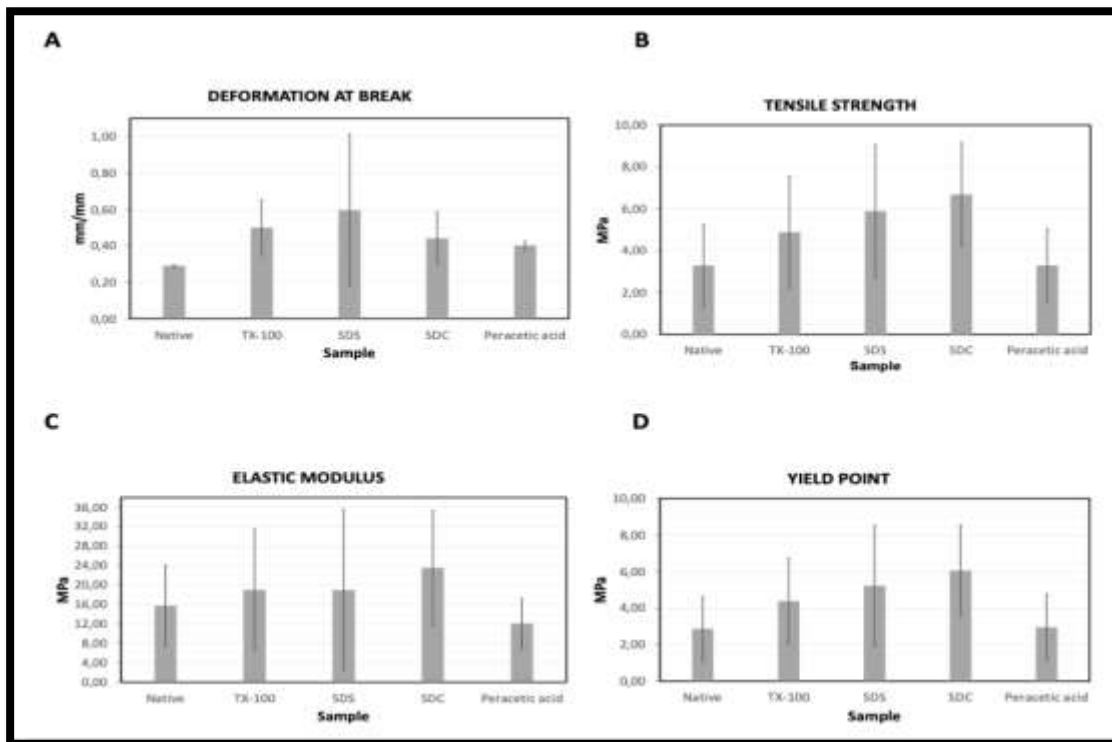 A
DEFORMATION AT BREAK
mm/mm
1,00
0,80
0,60
0,40
0,20
0,00
Native TX-100 SDS SDC Peracetic acid
Sample
B
TENSILE STRENGTH
MPa
10,00
8,00
6,00
4,00
2,00
0,00
Native TX-100 SDS SDC Peracetic acid
Sample
C
ELASTIC MODULUS
MPa
36,00
32,00
28,00
24,00
20,00
16,00
12,00
8,00
4,00
0,00
Native TX-100 SDS SDC Peracetic acid
Sample
D
YIELD POINT
MPa
10,00
8,00
6,00
4,00
2,00
0,00
Native TX-100 SDS SDC Peracetic acid
Sample